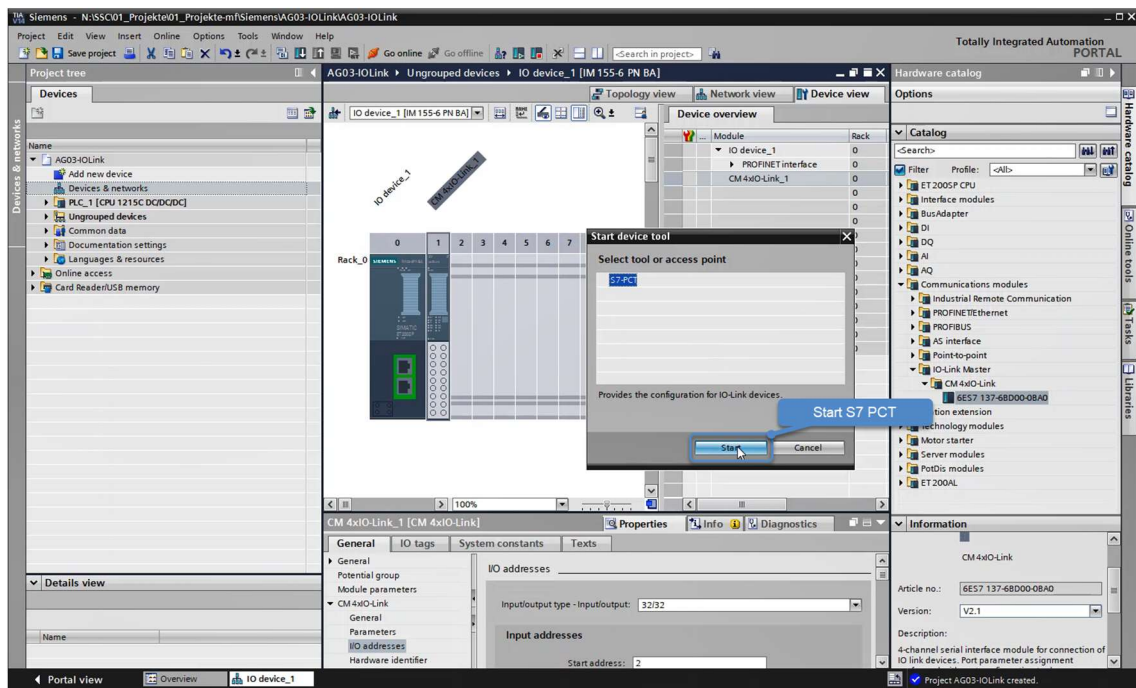 TIA V14 Siemens - N:\SSC\01_Projekte\01_Projekte-mf\Siemens\AG03-IOLink\AG03-IOLink
Project Edit View Insert Online Options Tools Window Help
Totally Integrated Automation
PORTAL
Save project Go online Go offline <Search in project>
Project tree
Devices
Devices & networks
Name
AG03-IOLink
Add new device
Devices & networks
PLC_1 [CPU 1215C DC/DC/DC]
Ungrouped devices
Common data
Documentation settings
Languages & resources
Online access
Card Reader/USB memory
Details view
Name
AG03-IOLink Ungrouped devices IO device_1 [IM 155-6 PN BA]
Topology view Network view Device view
IO device_1 [IM 155-6 PN BA]
Device overview
IO device_1
CM 4xIO-Link_1
0 1 2 3 4 5 6 7
Rack_0
SIEMENS
100%
... Module Rack
IO device_1 0
PROFINET interface 0
CM 4xIO-Link_1 0
0
0
0
Start device tool
Select tool or access point
S7-PCT
Provides the configuration for IO-Link devices.
Start S7 PCT
Start Cancel
CM 4xIO-Link_1 [CM 4xIO-Link]
Properties Info Diagnostics
General IO tags System constants Texts
General
Potential group
Module parameters
CM 4xIO-Link
General
Parameters
I/O addresses
Hardware identifier
I/O addresses
Input/output type - Input/output: 32/32
Input addresses
Start address: 2
Hardware catalog
Options
Catalog
<Search>
Filter Profile: <All>
ET 200SP CPU
Interface modules
BusAdapter
DI
DQ
AI
AQ
Communications modules
Industrial Remote Communication
PROFINET/Ethernet
PROFIBUS
AS interface
Point-to-point
IO-Link Master
CM 4xIO-Link
6ES7 137-6BD00-0BA0
extension
Technology modules
Motor starter
Server modules
PotDis modules
ET 200AL
Information
CM 4xIO-Link
Article no.: 6ES7 137-6BD00-0BA0
Version: V2.1
Description:
4-channel serial interface module for connection of
IO link devices. Port parameter assignment
Hardware catalog
Online tools
Tasks
Libraries
Portal view Overview IO device_1
Project AG03-IOLink created.